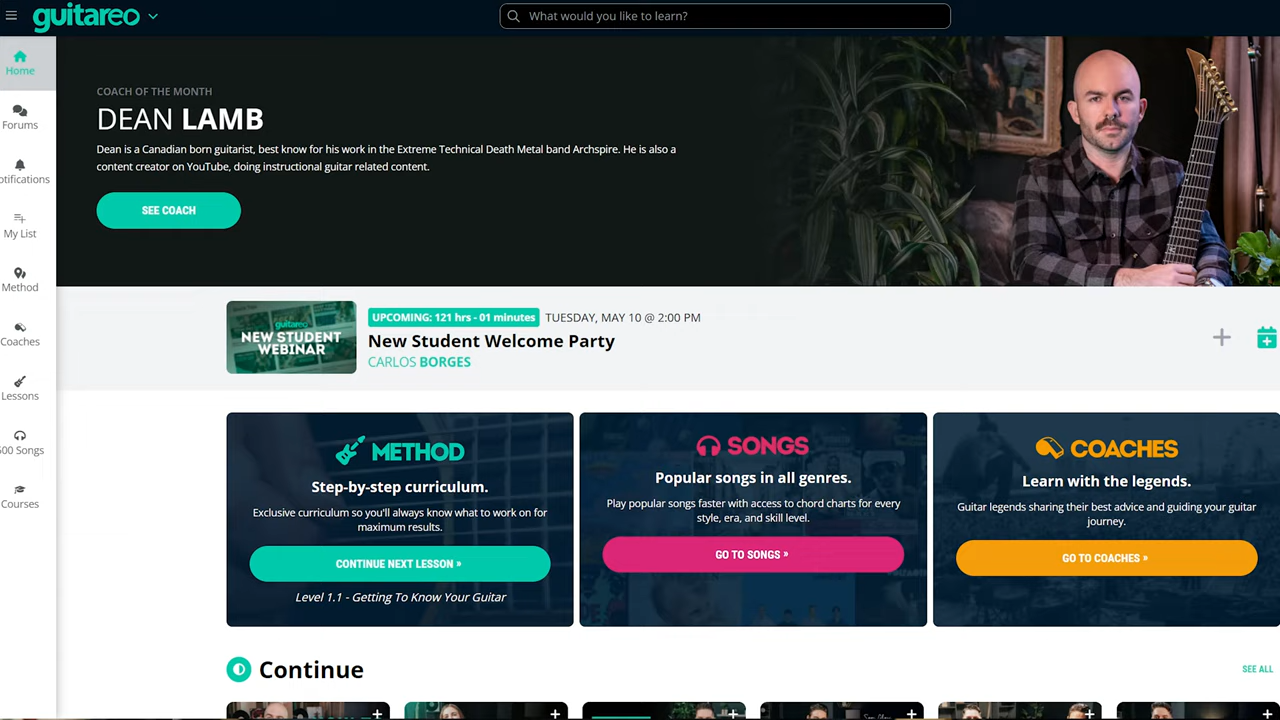 guitareo
What would you like to learn?
Home
Forums
otifications
My List
Method
Coaches
Lessons
500 Songs
Courses
COACH OF THE MONTH
DEAN LAMB
Dean is a Canadian born guitarist, best know for his work in the Extreme Technical Death Metal band Archspire. He is also a
content creator on YouTube, doing instructional guitar related content.
SEE COACH
guitareo
NEW STUDENT
WEBINAR
UPCOMING: 121 hrs - 01 minutes TUESDAY, MAY 10 @ 2:00 PM
New Student Welcome Party
CARLOS BORGES
METHOD
Step-by-step curriculum.
Exclusive curriculum so you'll always know what to work on for
maximum results.
CONTINUE NEXT LESSON »
Level 1.1 - Getting To Know Your Guitar
SONGS
Popular songs in all genres.
Play popular songs faster with access to chord charts for every
style, era, and skill level.
GO TO SONGS »
COACHES
Learn with the legends.
Guitar legends sharing their best advice and guiding your guitar
journey.
GO TO COACHES »
Continue
SEE ALL